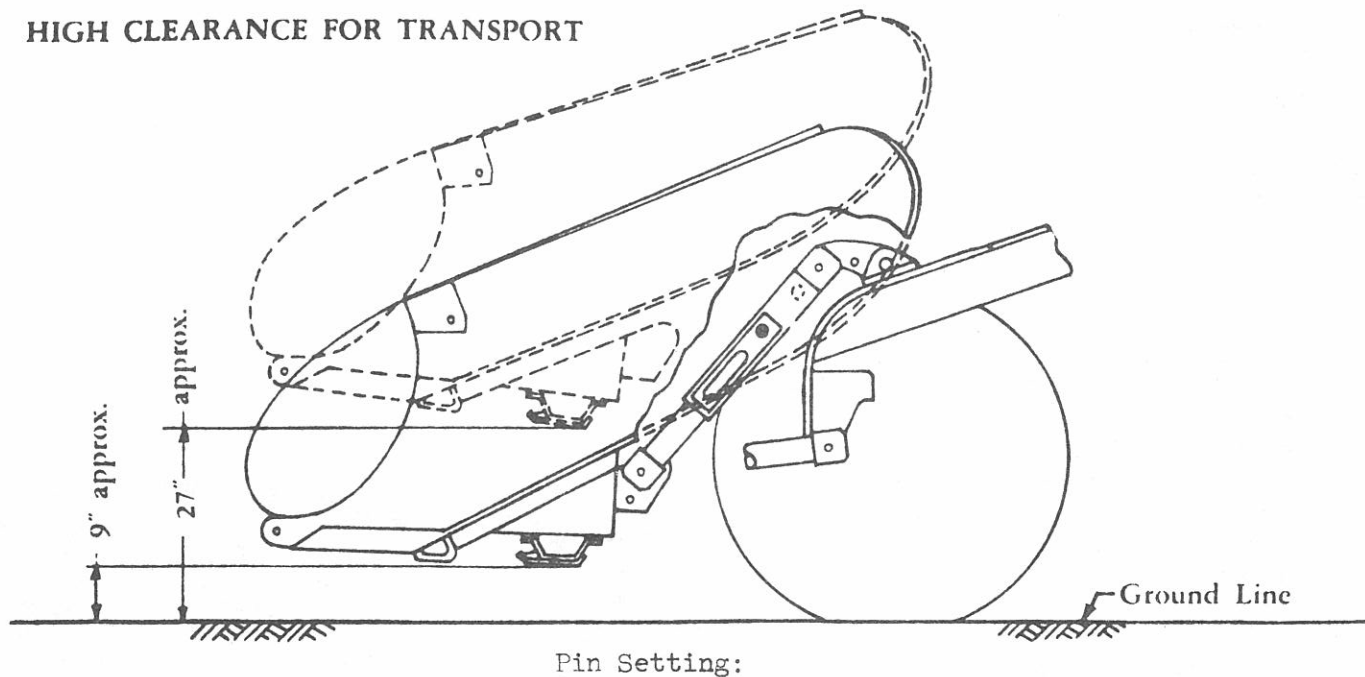 HIGH CLEARANCE FOR TRANSPORT
9″ approx.
27″ approx.
Ground Line
Pin Setting: